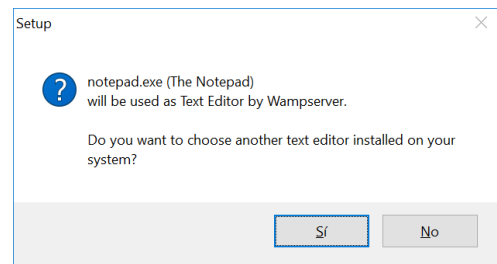 Setup
notepad.exe (The Notepad)
will be used as Text Editor by Wampserver.
Do you want to choose another text editor installed on your
system?
Sí
No